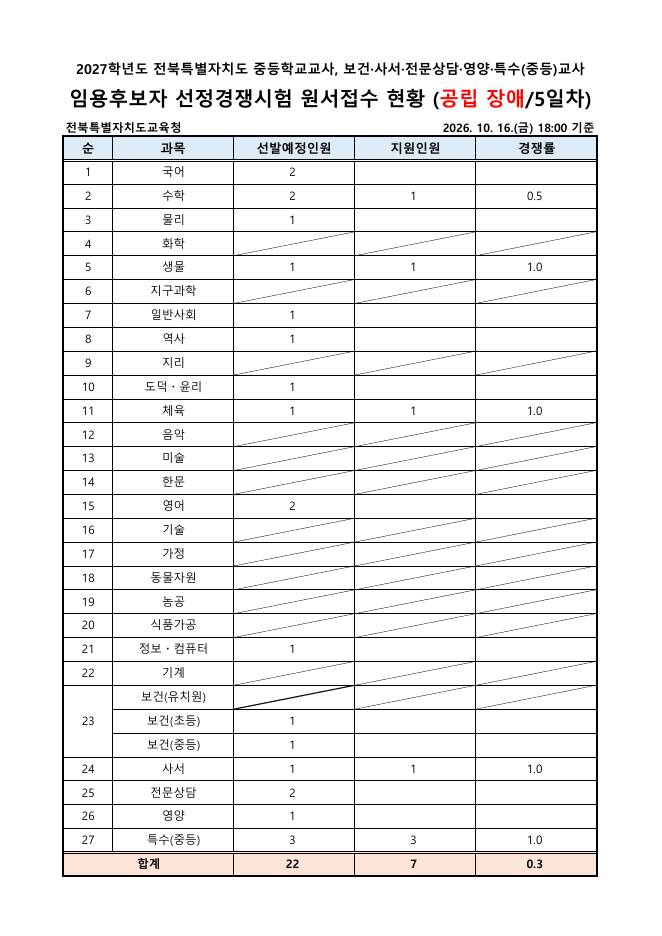 2027학년도 전북특별자치도 중등학교교사, 보건·사서·전문상담·영양·특수(중등)교사
임용후보자 선정경쟁시험 원서접수 현황 (공립 장애/5일차)
전북특별자치도교육청 2026. 10. 16.(금) 18:00 기준
순 과목 선발예정인원 지원인원 경쟁률
1 국어 2
2 수학 2 1 0.5
3 물리 1
4 화학
5 생물 1 1 1.0
6 지구과학
7 일반사회 1
8 역사 1
9 지리
10 도덕·윤리 1
11 체육 1 1 1.0
12 음악
13 미술
14 한문
15 영어 2
16 기술
17 가정
18 동물자원
19 농공
20 식품가공
21 정보·컴퓨터 1
22 기계
23 보건(유치원)
보건(초등) 1
보건(중등) 1
24 사서 1 1 1.0
25 전문상담 2
26 영양 1
27 특수(중등) 3 3 1.0
합계 22 7 0.3